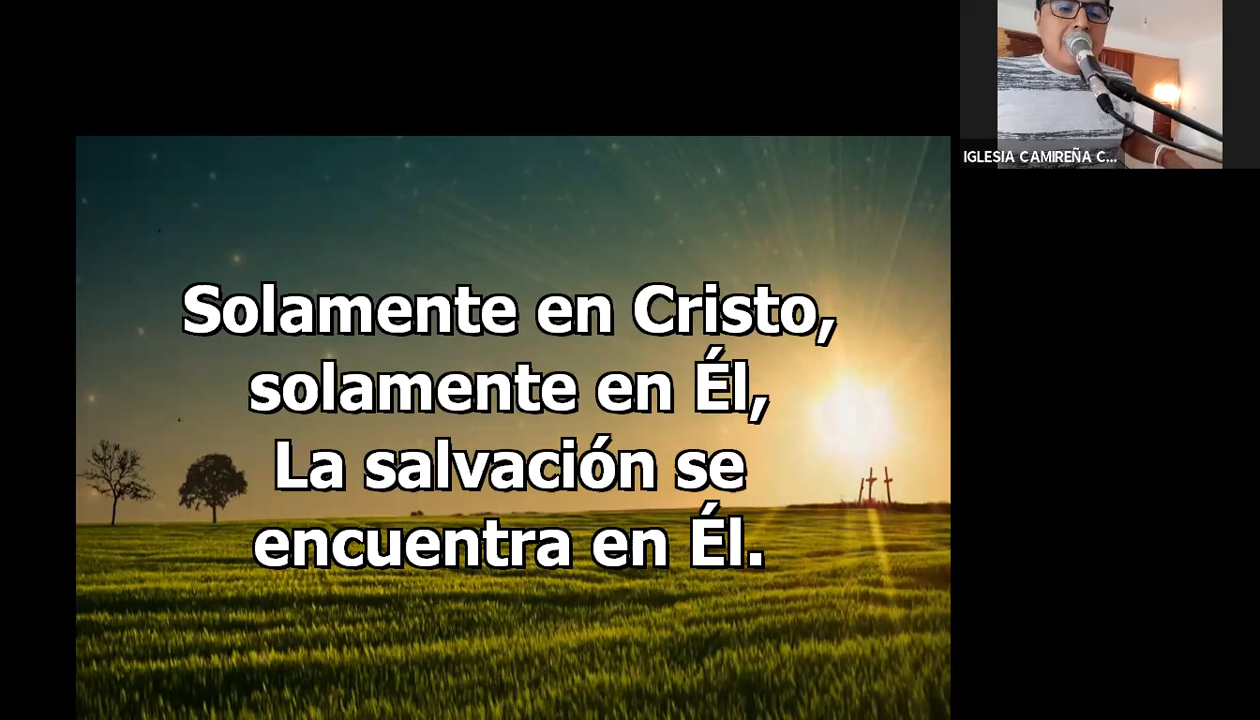 Solamente en Cristo,
solamente en Él,
La salvación se
encuentra en Él.
IGLESIA CAMIREÑA C...